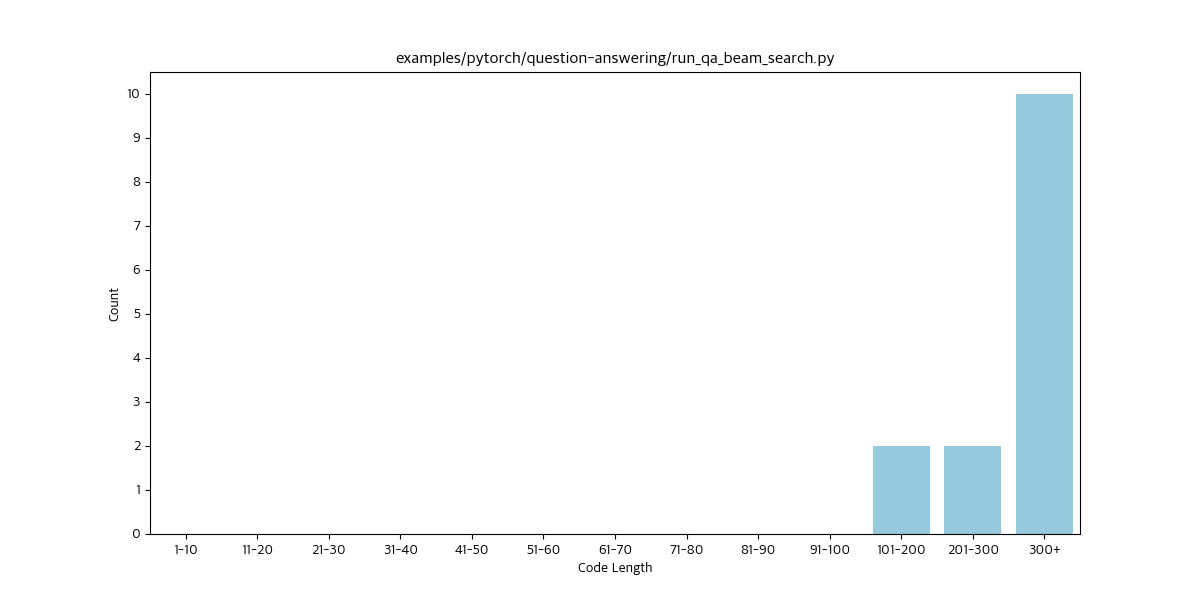 examples/pytorch/question-answering/run_qa_beam_search.py
10
9
8
7
6
5
4
3
2
1
0
Count
1-10 11-20 21-30 31-40 41-50 51-60 61-70 71-80 81-90 91-100 101-200 201-300 300+
Code Length